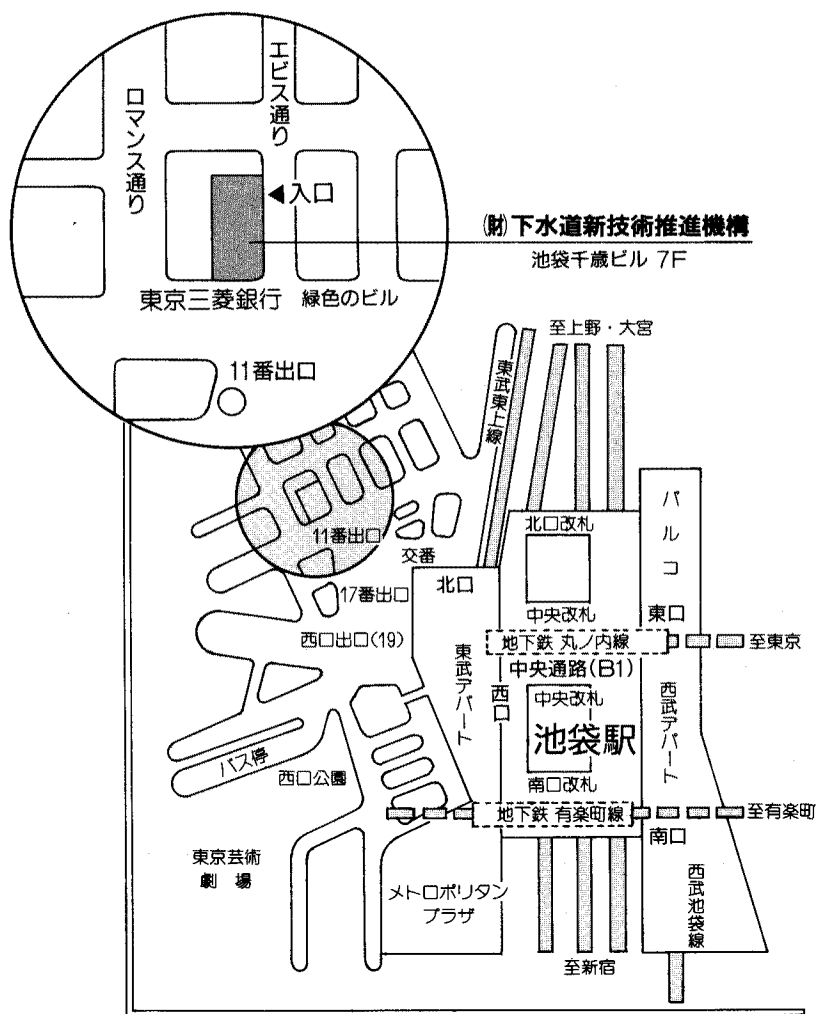 エビス通り
ロマンス通り
入口
(財)下水道新技術推進機構
池袋千歳ビル 7F
東京三菱銀行
緑色のビル
11番出口
至上野・大宮
東武東上線
パルコ
北口改札
11番出口
交番
北口
17番出口
中央改札
東口
西口出口(19)
地下鉄 丸ノ内線
至東京
中央通路(B1)
東武デパート
西口
中央改札
西武デパート
池袋駅
バス停
西口公園
南口改札
地下鉄 有楽町線
至有楽町
南口
東京芸術
劇 場
メトロポリタン
プラザ
西武池袋線
至新宿